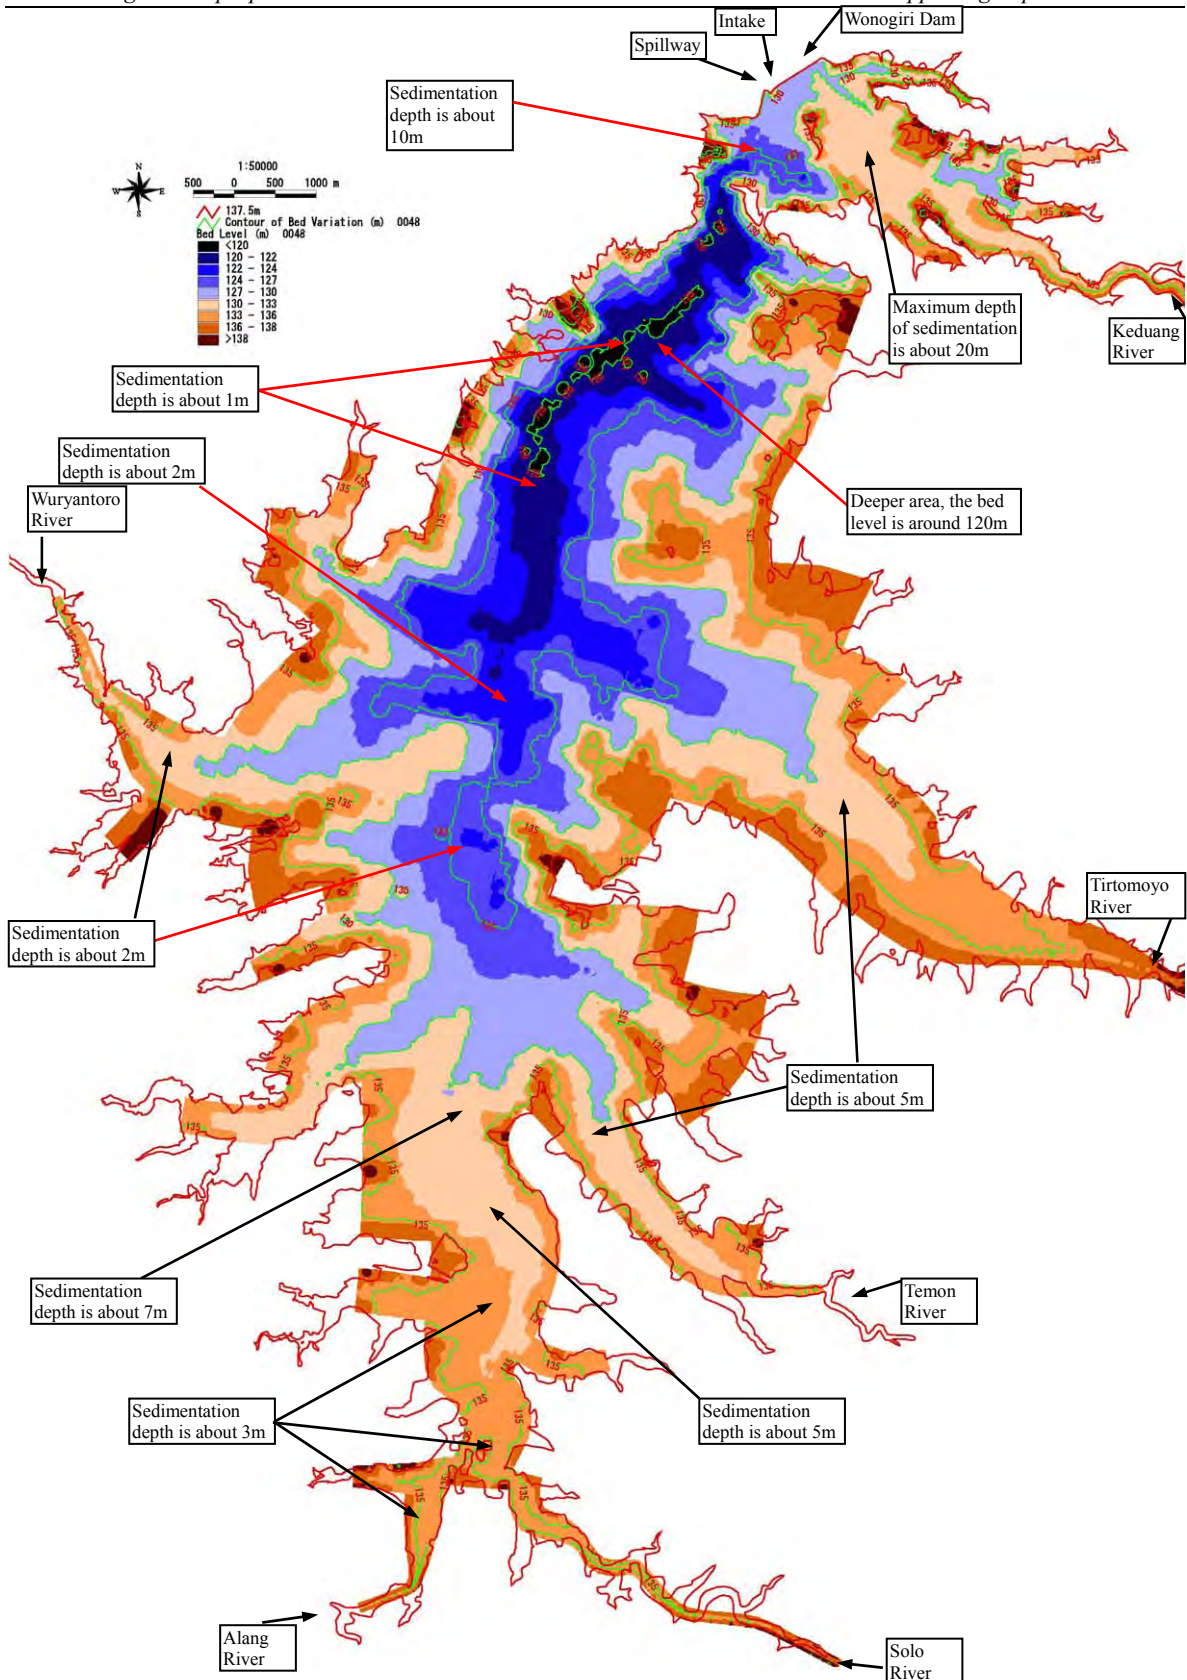 Intake
Wonogiri Dam
Spillway
Sedimentation
depth is about
10m
N
W E
S
1:50000
500 0 500 1000 m
137.5m
Contour of Bed Variation (m) 0048
Bed Level (m) 0048
<120
120 - 122
122 - 124
124 - 127
127 - 130
130 - 133
133 - 136
136 - 138
>138
Maximum depth
of sedimentation
is about 20m
Keduang
River
Sedimentation
depth is about 1m
Sedimentation
depth is about 2m
Wuryantoro
River
Deeper area, the bed
level is around 120m
Tirtomoyo
River
Sedimentation
depth is about 2m
Sedimentation
depth is about 5m
Sedimentation
depth is about 7m
Temon
River
Sedimentation
depth is about 3m
Sedimentation
depth is about 5m
Alang
River
Solo
River